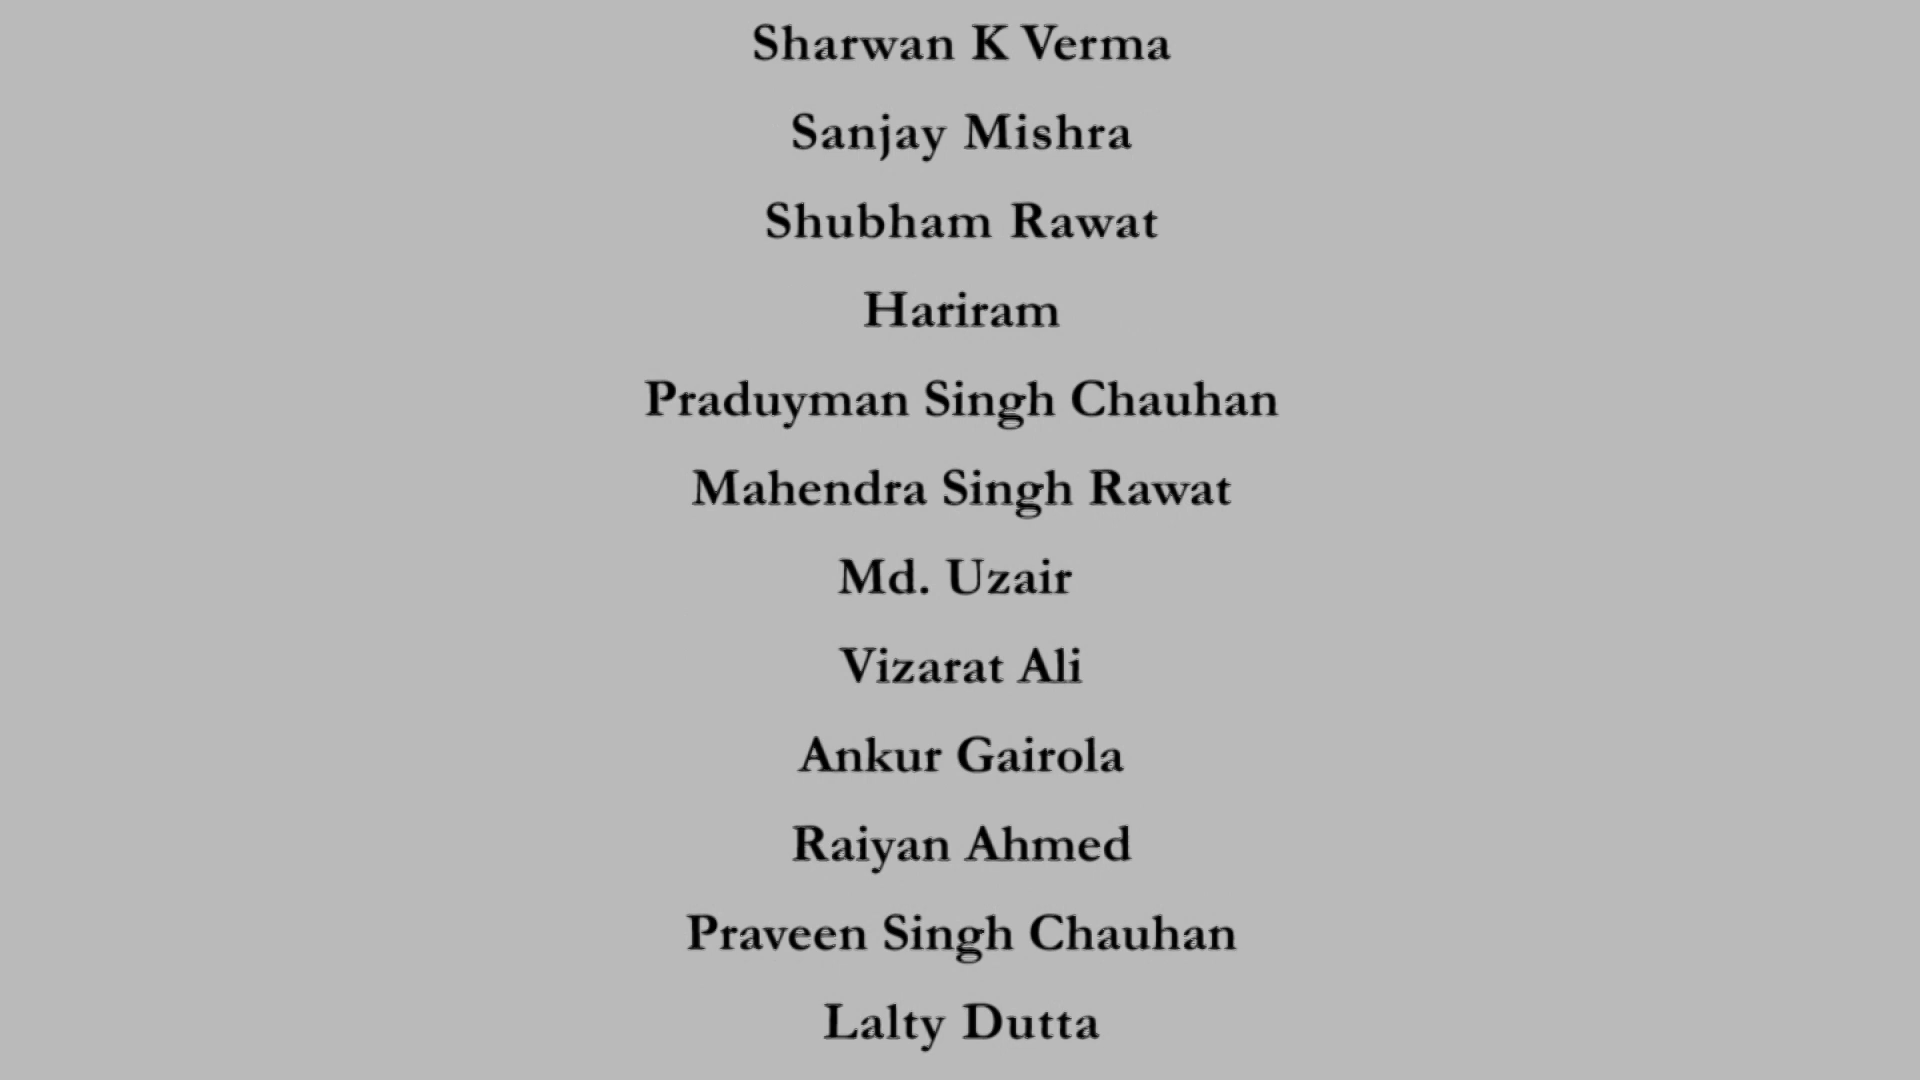 Sharwan K Verma
Sanjay Mishra
Shubham Rawat
Hariram
Praduyman Singh Chauhan
Mahendra Singh Rawat
Md. Uzair
Vizarat Ali
Ankur Gairola
Raiyan Ahmed
Praveen Singh Chauhan
Lalty Dutta